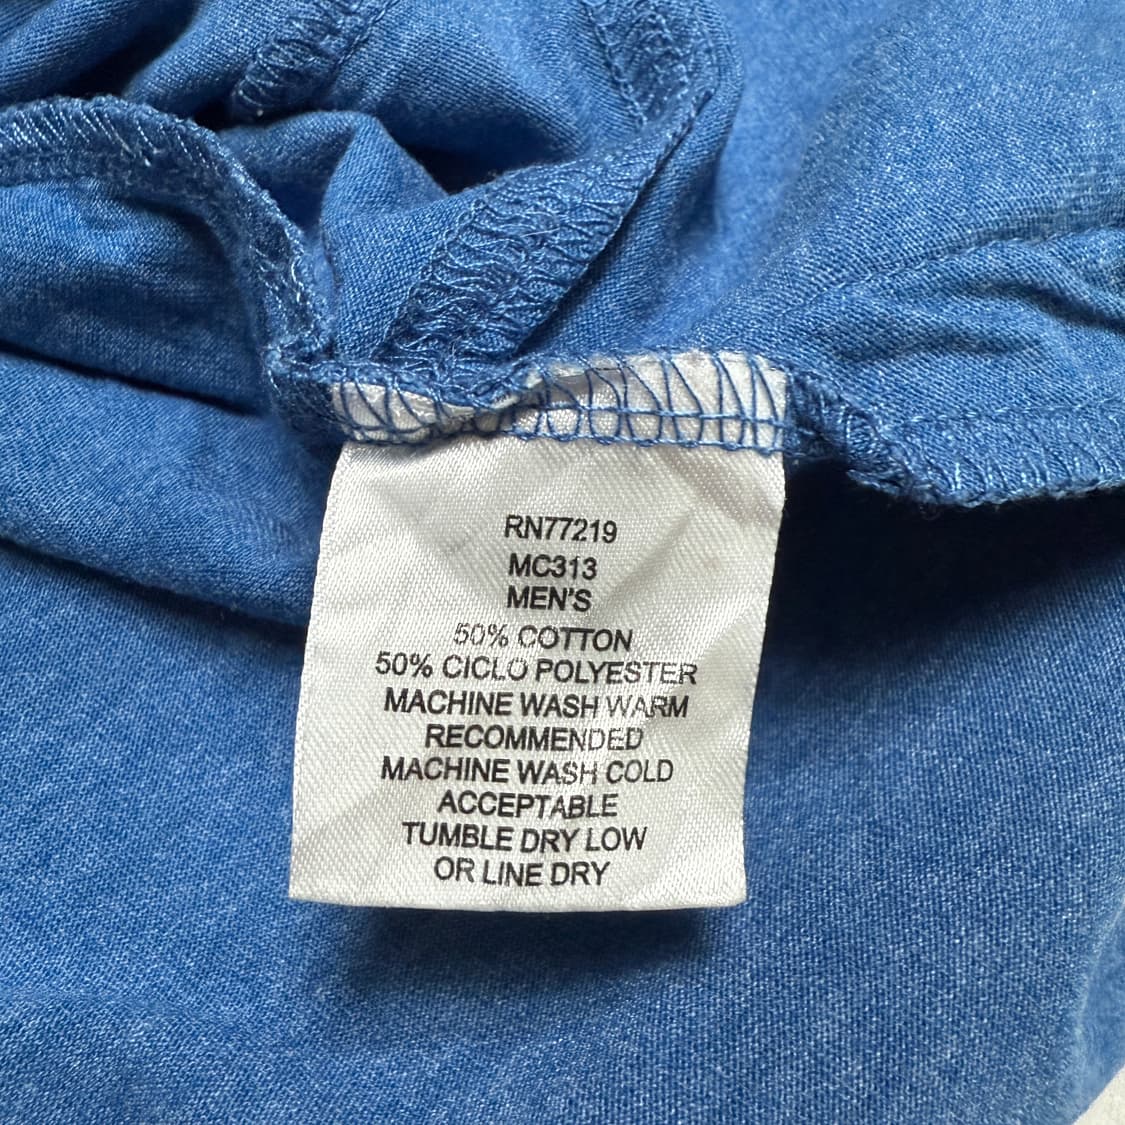 RN77219
MC313
MEN'S
50% COTTON
50% CICLO POLYESTER
MACHINE WASH WARM
RECOMMENDED
MACHINE WASH COLD
ACCEPTABLE
TUMBLE DRY LOW
OR LINE DRY